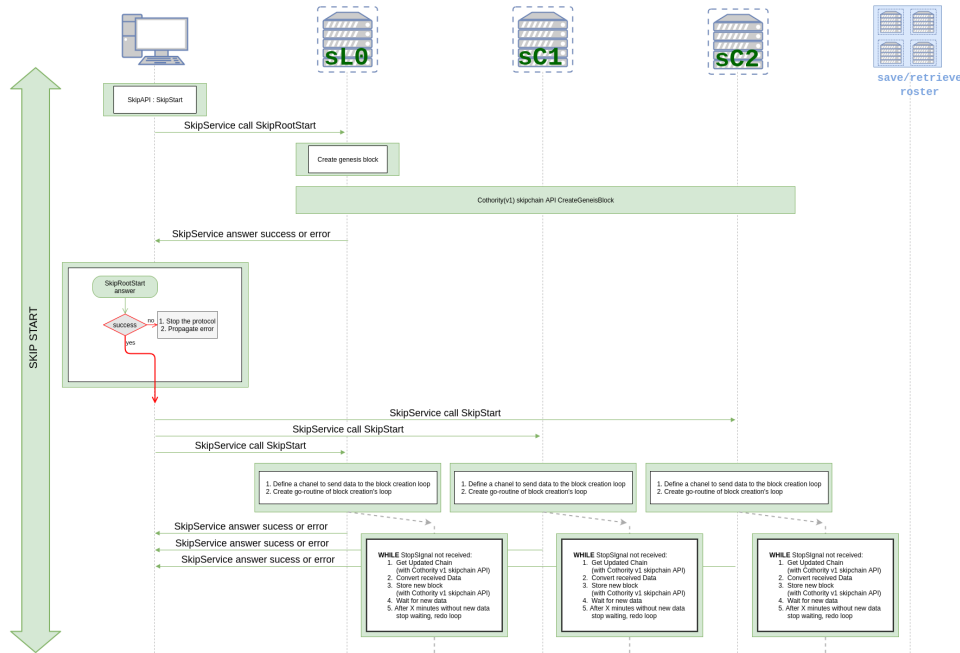 sL0
sC1
sC2
save/retrieve
roster
SkipAPI : SkipStart
SkipService call SkipRootStart
Create genesis block
Cothority(v1) skipchain API CreateGeneisBlock
SkipService answer success or error
SkipRootStart
answer
success
no
1. Stop the protocol
2. Propagate error
yes
SKIP START
SkipService call SkipStart
SkipService call SkipStart
SkipService call SkipStart
1. Define a chanel to send data to the block creation loop
2. Create go-routine of block creation's loop
1. Define a chanel to send data to the block creation loop
2. Create go-routine of block creation's loop
1. Define a chanel to send data to the block creation loop
2. Create go-routine of block creation's loop
SkipService answer sucess or error
SkipService answer sucess or error
SkipService answer sucess or error
WHILE StopSIgnal not received:
1. Get Updated Chain
(with Cothority v1 skipchain API)
2. Convert received Data
3. Store new block
(with Cothority v1 skipchain API)
4. Wait for new data
5. After X minutes without new data
stop waiting, redo loop
WHILE StopSIgnal not received:
1. Get Updated Chain
(with Cothority v1 skipchain API)
2. Convert received Data
3. Store new block
(with Cothority v1 skipchain API)
4. Wait for new data
5. After X minutes without new data
stop waiting, redo loop
WHILE StopSIgnal not received:
1. Get Updated Chain
(with Cothority v1 skipchain API)
2. Convert received Data
3. Store new block
(with Cothority v1 skipchain API)
4. Wait for new data
5. After X minutes without new data
stop waiting, redo loop